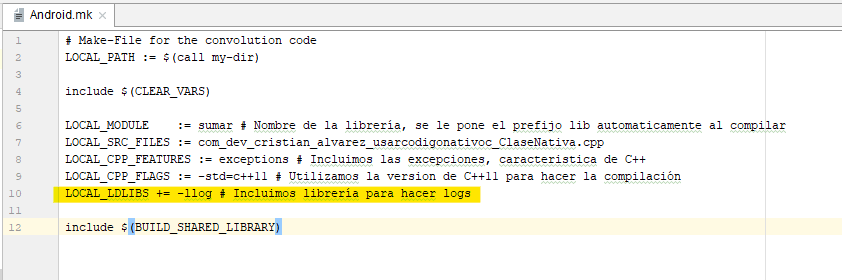 Android.mk
1 # Make-File for the convolution code
2 LOCAL_PATH := $(call my-dir)
3
4 include $(CLEAR_VARS)
5
6 LOCAL_MODULE    := sumar # Nombre de la librería, se le pone el prefijo lib automaticamente al compilar
7 LOCAL_SRC_FILES := com_dev_cristian_alvarez_usarcodigonativoc_ClaseNativa.cpp
8 LOCAL_CPP_FEATURES := exceptions # Incluimos las excepciones, caracteristica de C++
9 LOCAL_CPP_FLAGS := -std=c++11 # Utilizamos la version de C++11 para hacer la compilación
10 LOCAL_LDLIBS += -llog # Incluimos librería para hacer logs
11
12 include $(BUILD_SHARED_LIBRARY)